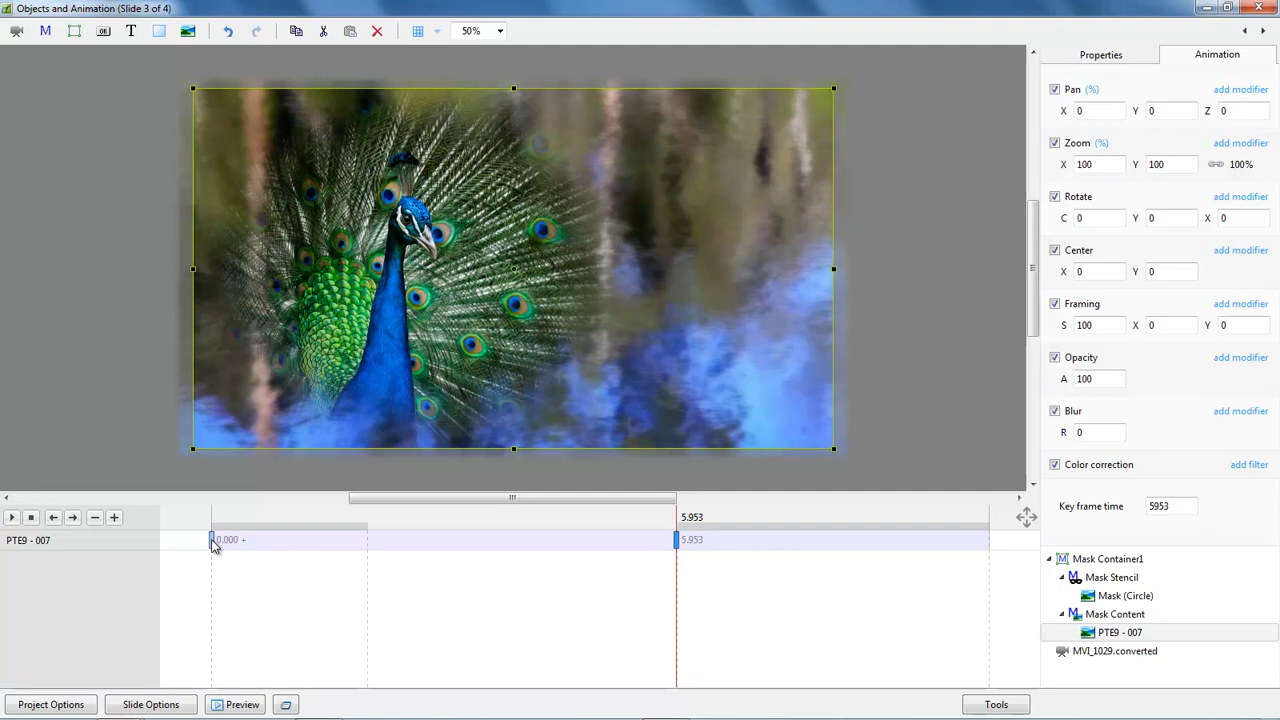 Objects and Animation (Slide 3 of 4)
M OK T 50%
Properties Animation
Pan (%) add modifier
X 0 Y 0 Z 0
Zoom (%) add modifier
X 100 Y 100 100%
Rotate add modifier
C 0 Y 0 X 0
Center add modifier
X 0 Y 0
Framing add modifier
S 100 X 0 Y 0
Opacity add modifier
A 100
Blur add modifier
R 0
Color correction add filter
Key frame time 5953
5.953
PTE9 - 007 0.000 + 5.953
Mask Container1
Mask Stencil
Mask (Circle)
Mask Content
PTE9 - 007
MVI_1029.converted
Project Options Slide Options Preview Tools